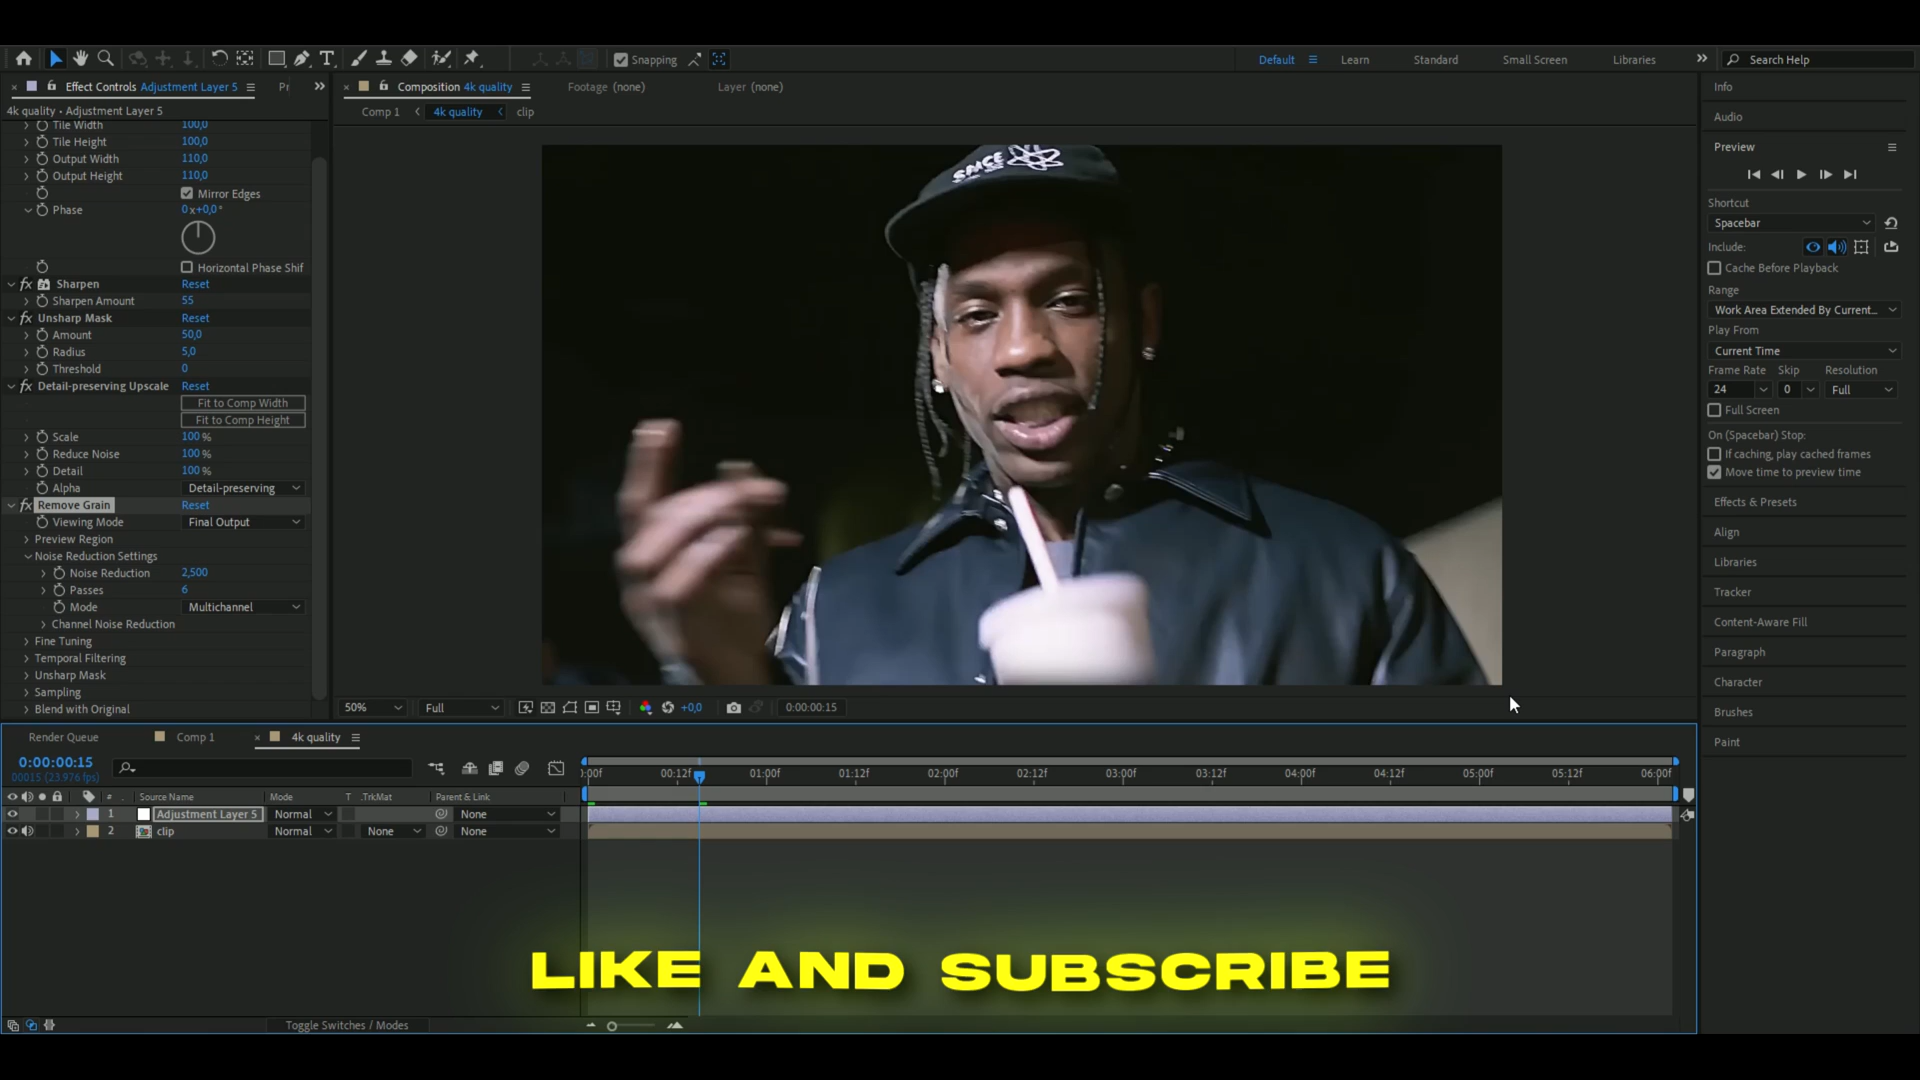 Snapping
Default
Learn
Standard
Small Screen
Libraries
Search Help
Effect Controls Adjustment Layer 5
Pr
Composition 4k quality
Footage (none)
Layer (none)
4k quality • Adjustment Layer 5
Comp 1
4k quality
clip
Tile Width 100,0
Tile Height 100,0
Output Width 110,0
Output Height 110,0
Mirror Edges
Phase 0x+0,0°
Horizontal Phase Shif
fx Sharpen Reset
Sharpen Amount 55
fx Unsharp Mask Reset
Amount 50,0
Radius 5,0
Threshold 0
fx Detail-preserving Upscale Reset
Fit to Comp Width
Fit to Comp Height
Scale 100 %
Reduce Noise 100 %
Detail 100 %
Alpha Detail-preserving
fx Remove Grain Reset
Viewing Mode Final Output
Preview Region
Noise Reduction Settings
Noise Reduction 2,500
Passes 6
Mode Multichannel
Channel Noise Reduction
Fine Tuning
Temporal Filtering
Unsharp Mask
Sampling
Blend with Original
50%
Full
+0,0
0:00:00:15
Info
Audio
Preview
Shortcut
Spacebar
Include:
Cache Before Playback
Range
Work Area Extended By Current...
Play From
Current Time
Frame Rate Skip Resolution
24 0 Full
Full Screen
On (Spacebar) Stop:
If caching, play cached frames
Move time to preview time
Effects & Presets
Align
Libraries
Tracker
Content-Aware Fill
Paragraph
Character
Brushes
Paint
Render Queue
Comp 1
4k quality
0:00:00:15
00015 (23.976 fps)
:00f 00:12f 01:00f 01:12f 02:00f 02:12f 03:00f 03:12f 04:00f 04:12f 05:00f 05:12f 06:00f
# Source Name Mode T .TrkMat Parent & Link
1 Adjustment Layer 5 Normal None
2 clip Normal None None
LIKE AND SUBSCRIBE
Toggle Switches / Modes